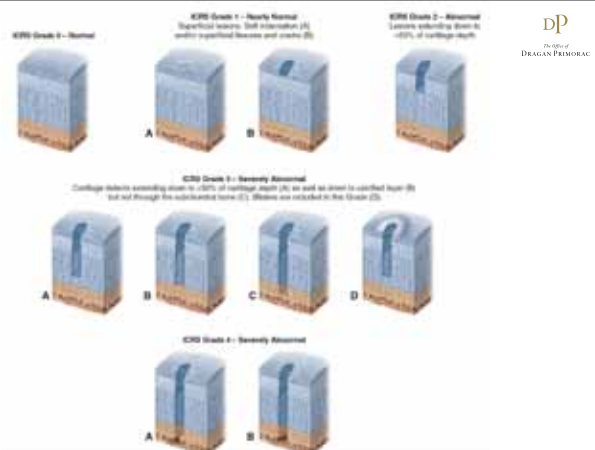 ICRS Grade 0 – Normal
ICRS Grade 1 – Nearly Normal
Superficial lesions. Soft indentation (A)
and/or superficial fissures and cracks (B)
ICRS Grade 2 – Abnormal
Lesions extending down to
<50% of cartilage depth
DP
The Office of
DRAGAN PRIMORAC
A
B
ICRS Grade 3 – Severely Abnormal
Cartilage defects extending down to >50% of cartilage depth (A) as well as down to calcified layer (B)
but not through the subchondral bone (C). Blisters are included in this Grade (D).
A
B
C
D
ICRS Grade 4 – Severely Abnormal
A
B